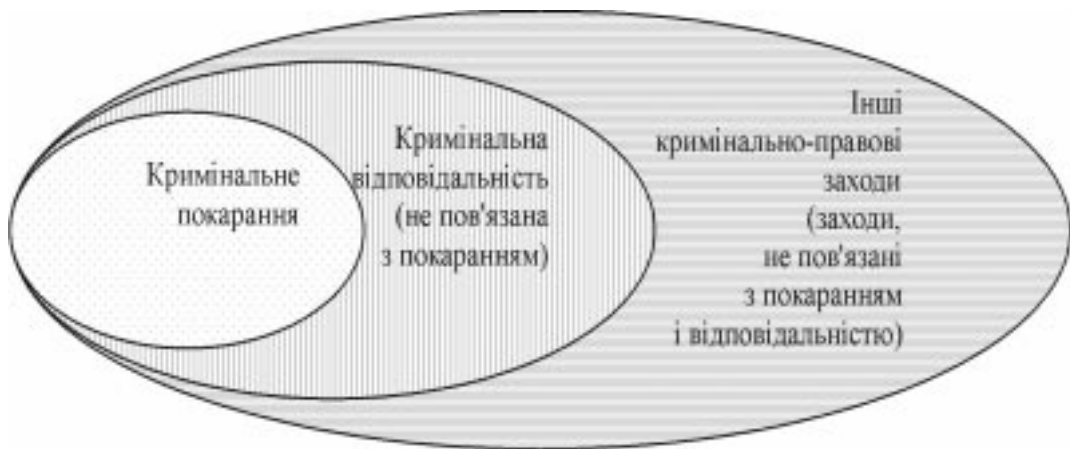 Кримінальне
покарання
Кримінальна
відповідальність
(не пов'язана
з покаранням)
Інші
кримінально-правові
заходи
(заходи,
не пов'язані
з покаранням
і відповідальністю)